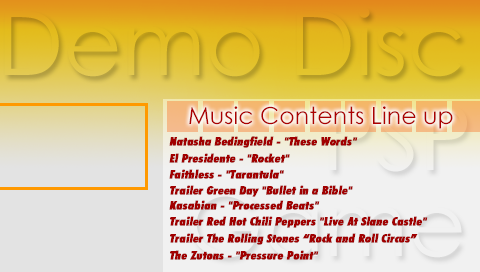 Demo Disc
Music Contents Line up
PSP
Game
Natasha Bedingfield - "These Words"
El Presidente - "Rocket"
Faithless - "Tarantula"
Trailer Green Day "Bullet in a Bible"
Kasabian - "Processed Beats"
Trailer Red Hot Chili Peppers "Live At Slane Castle"
Trailer The Rolling Stones “Rock and Roll Circus”
The Zutons - "Pressure Point"